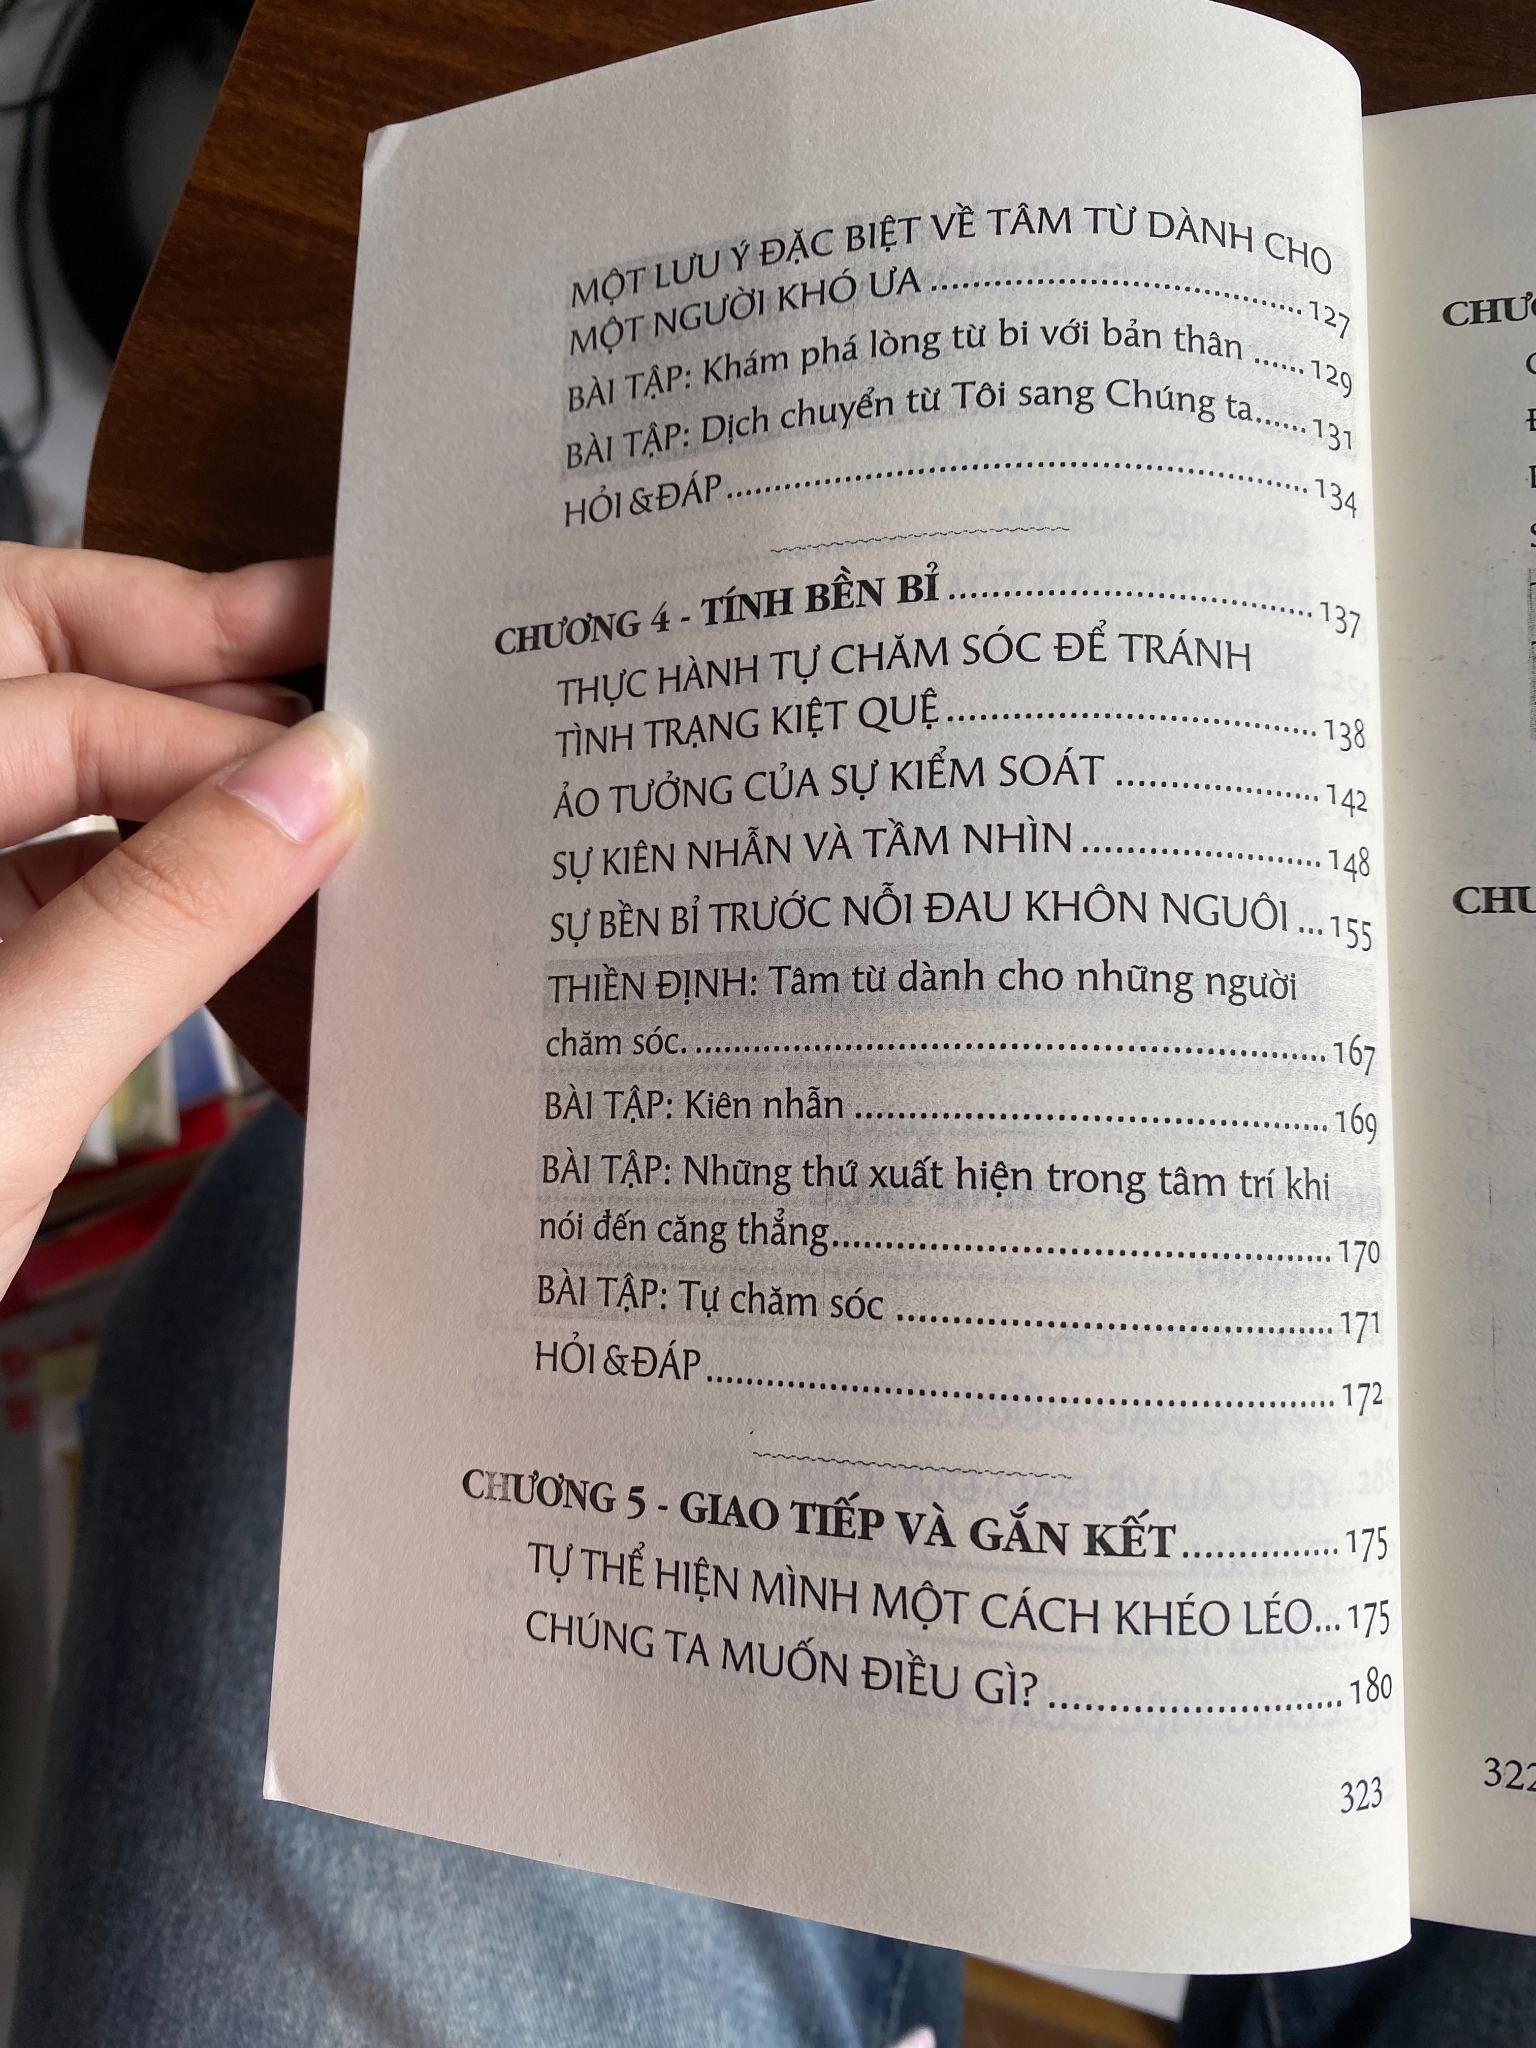 MỘT LƯU Ý ĐẶC BIỆT VỀ TÂM TỪ DÀNH CHO
MỘT NGƯỜI KHÓ ƯA ........................................ 127
BÀI TẬP: Khám phá lòng từ bi với bản thân ...... 129
BÀI TẬP: Dịch chuyển từ Tôi sang Chúng ta...... 131
HỎI &ĐÁP ............................................................ 134
CHƯƠNG 4 - TÍNH BỀN BỈ ........................................ 137
THỰC HÀNH TỰ CHĂM SÓC ĐỂ TRÁNH
TÌNH TRẠNG KIỆT QUỆ ........................................ 138
ẢO TƯỞNG CỦA SỰ KIỂM SOÁT ...................... 142
SỰ KIÊN NHẪN VÀ TẦM NHÌN ......................... 148
SỰ BỀN BỈ TRƯỚC NỖI ĐAU KHÔN NGUÔI ... 155
THIỀN ĐỊNH: Tâm từ dành cho những người
chăm sóc. ................................................................ 167
BÀI TẬP: Kiên nhẫn ................................................ 169
BÀI TẬP: Những thứ xuất hiện trong tâm trí khi
nói đến căng thẳng.................................................. 170
BÀI TẬP: Tự chăm sóc ............................................ 171
HỎI &ĐÁP ................................................................ 172
CHƯƠNG 5 - GIAO TIẾP VÀ GẮN KẾT ................ 175
TỰ THỂ HIỆN MÌNH MỘT CÁCH KHÉO LÉO... 175
CHÚNG TA MUỐN ĐIỀU GÌ? .............................. 180
323
322